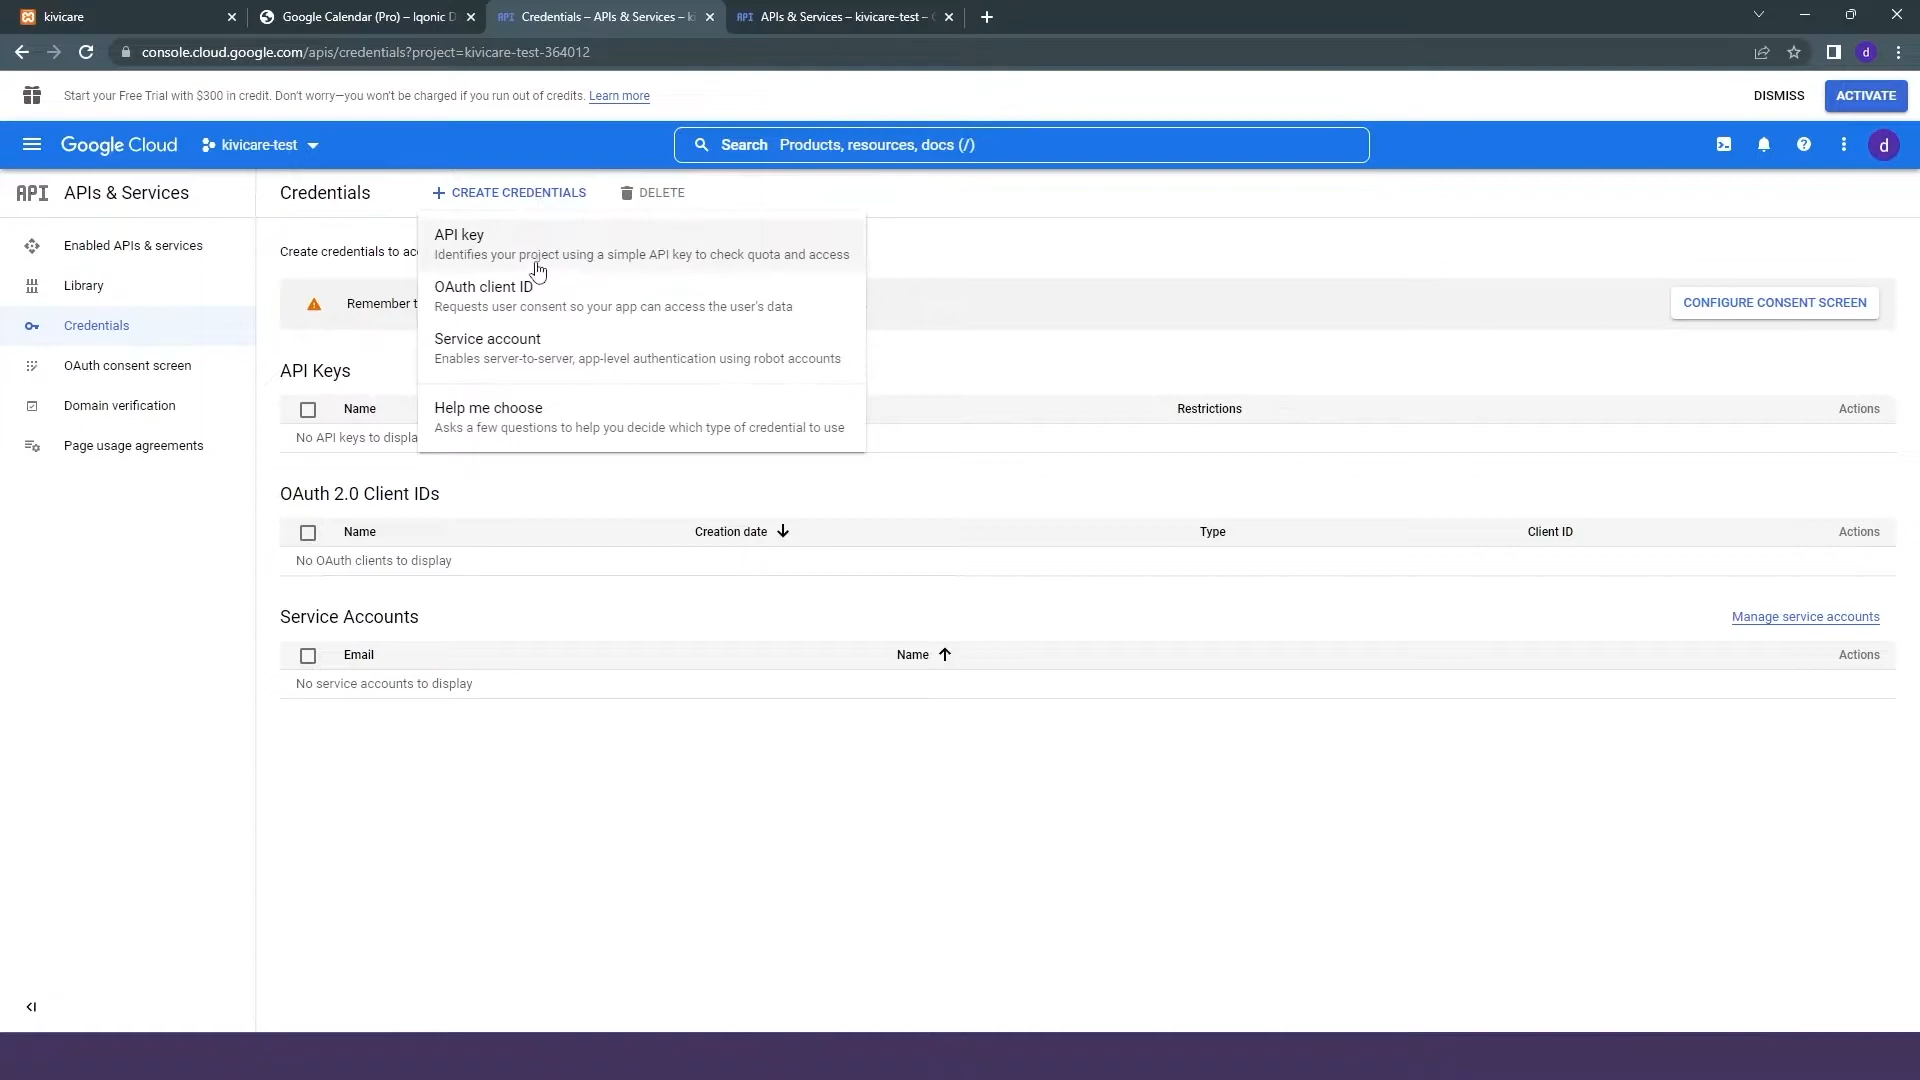 kivicare
Google Calendar (Pro) – Iqonic D
API Credentials – APIs & Services – ki
API APIs & Services – kivicare-test –
console.cloud.google.com/apis/credentials?project=kivicare-test-364012
d
Start your Free Trial with $300 in credit. Don't worry—you won't be charged if you run out of credits. Learn more
DISMISS
ACTIVATE
Google Cloud
kivicare-test
Search Products, resources, docs (/)
d
API APIs & Services
Enabled APIs & services
Library
Credentials
OAuth consent screen
Domain verification
Page usage agreements
Credentials
+ CREATE CREDENTIALS
DELETE
Create credentials to ac
API key
Identifies your project using a simple API key to check quota and access
OAuth client ID
Requests user consent so your app can access the user's data
Service account
Enables server-to-server, app-level authentication using robot accounts
Help me choose
Asks a few questions to help you decide which type of credential to use
Remember t
CONFIGURE CONSENT SCREEN
API Keys
Name Restrictions Actions
No API keys to displa
OAuth 2.0 Client IDs
Name Creation date Type Client ID Actions
No OAuth clients to display
Service Accounts
Manage service accounts
Email Name Actions
No service accounts to display